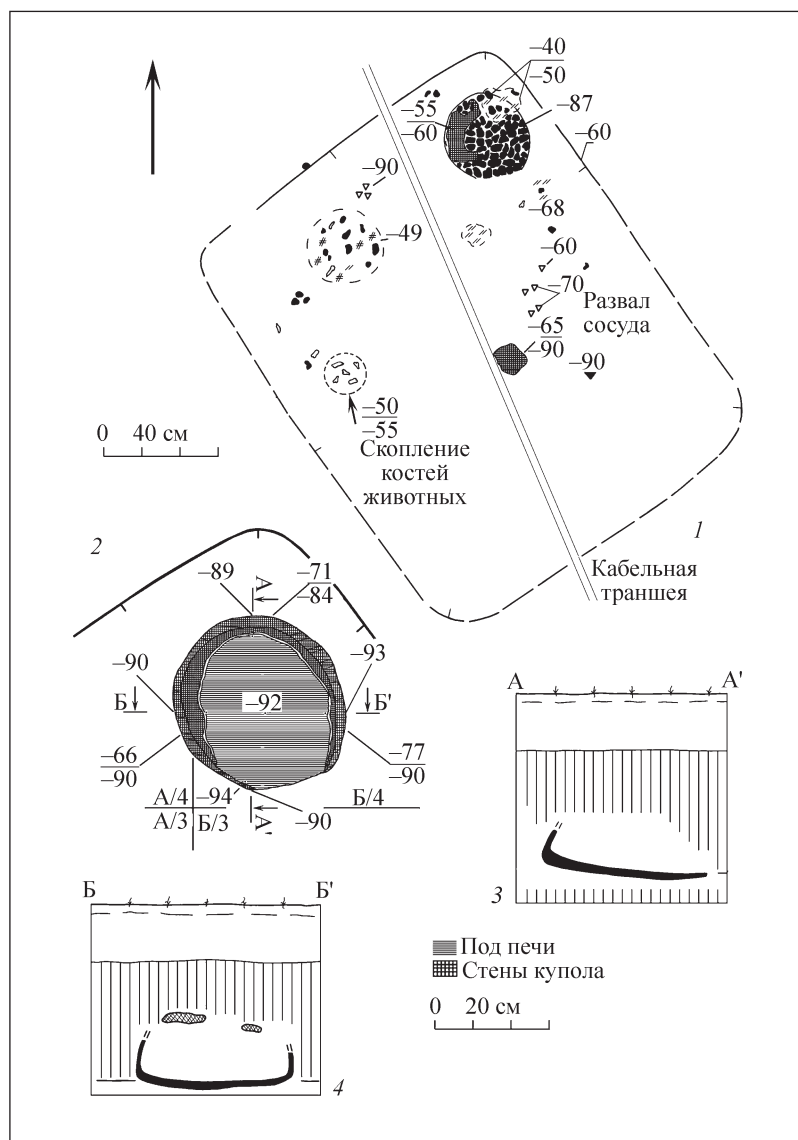 –40
–50
–55
–60
–87
–60
–90
–68
–49
–60
–70
Развал
сосуда
–65
–90
–90
0 40 см
–50
–55
Скопление
костей
животных
1
2
Кабельная
траншея
–89
А
–71
–84
–90
–93
Б
–92
Б'
–66
–90
–77
–90
А/4
–94
Б/4
А/3
Б/3
А'
–90
А А'
3
Б Б'
4
Под печи
Стены купола
0 20 см